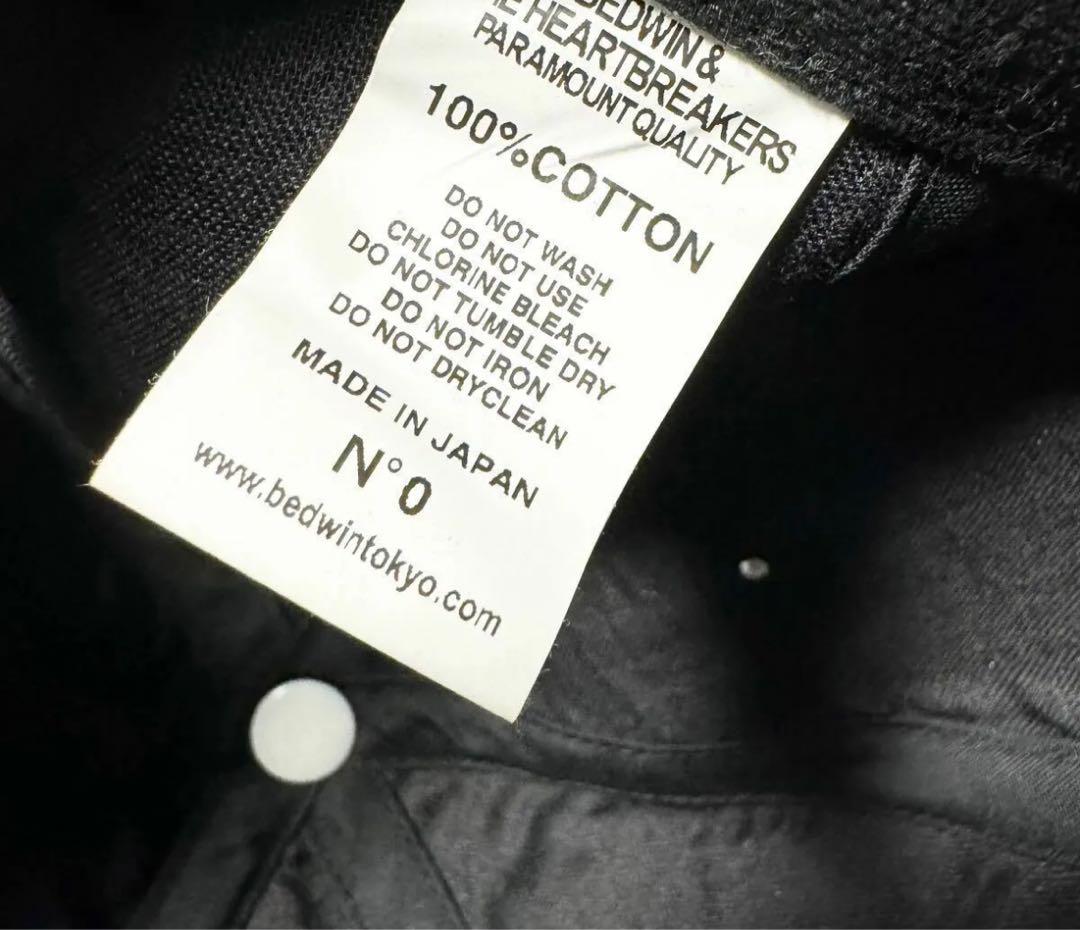 BEDWIN &
HEARTBREAKERS
PARAMOUNT QUALITY
100%COTTON
DO NOT WASH
DO NOT USE
CHLORINE BLEACH
DO NOT TUMBLE DRY
DO NOT IRON
DO NOT DRYCLEAN
MADE IN JAPAN
N°0
www.bedwintokyo.com